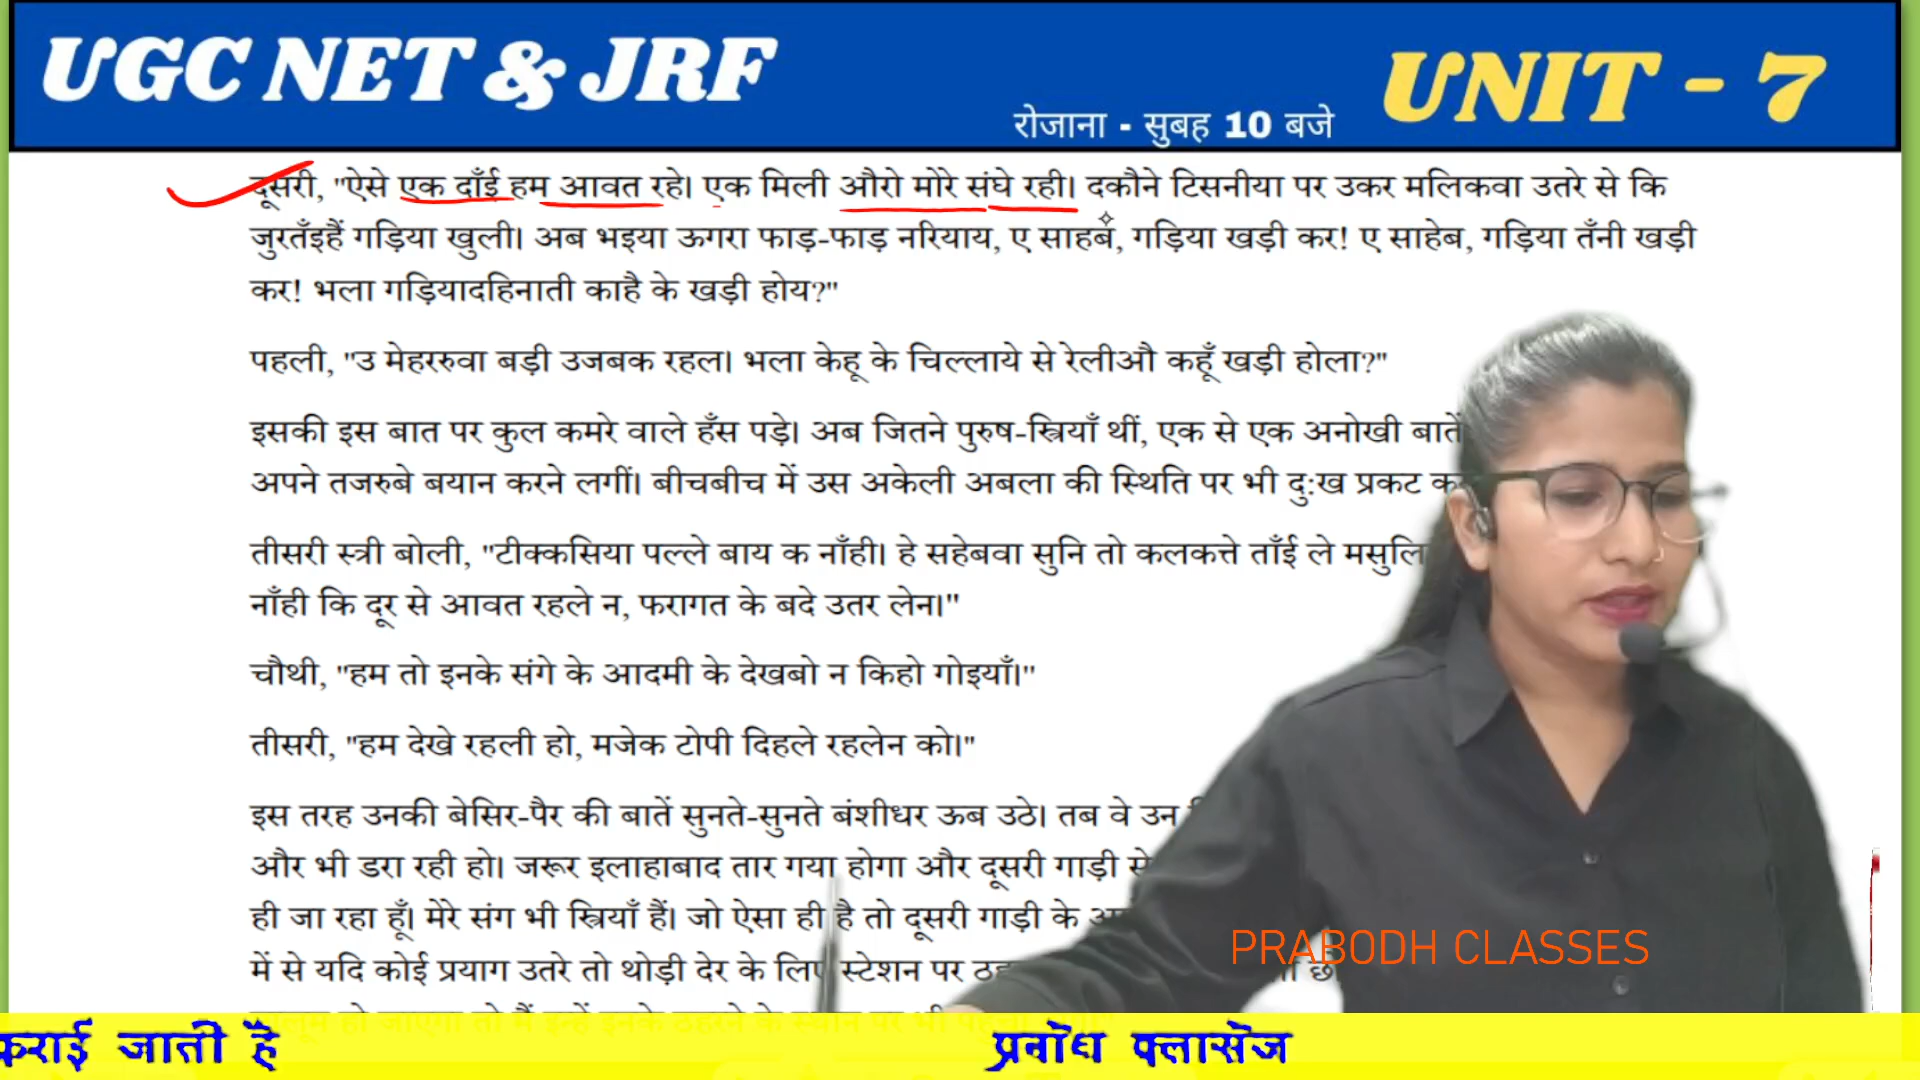 UGC NET & JRF
रोजाना - सुबह 10 बजे
UNIT - 7
दूसरी, "ऐसे एक दाँई हम आवत रहे। एक मिली औरो मोरे संघे रही। दकौने टिसनीया पर उकर मलिकवा उतरे से कि
जुरतँइहैं गड़िया खुली। अब भइया ऊगरा फाड़-फाड़ नरियाय, ए साहब, गड़िया खड़ी कर! ए साहेब, गड़िया तँनी खड़ी
कर! भला गड़ियादहिनाती काहै के खड़ी होय?"
पहली, "उ मेहररुवा बड़ी उजबक रहल। भला केहू के चिल्लाये से रेलीऔ कहूँ खड़ी होला?"
इसकी इस बात पर कुल कमरे वाले हँस पड़े। अब जितने पुरुष-स्त्रियाँ थीं, एक से एक अनोखी बातें
अपने तजरुबे बयान करने लगीं। बीचबीच में उस अकेली अबला की स्थिति पर भी दु:ख प्रकट
तीसरी स्त्री बोली, "टीक्कसिया पल्ले बाय क नाँही। हे सहेबवा सुनि तो कलकत्ते ताँई ले
नाँही कि दूर से आवत रहले न, फरागत के बदे उतर लेन।"
चौथी, "हम तो इनके संगे के आदमी के देखबो न किहो गोइयाँ।"
तीसरी, "हम देखे रहली हो, मजेक टोपी दिहले रहलेन को।"
इस तरह उनकी बेसिर-पैर की बातें सुनते-सुनते बंशीधर ऊब उठे। तब वे उन
और भी डरा रही हो। जरूर इलाहाबाद तार गया होगा और दूसरी गाड़ी से
ही जा रहा हूँ। मेरे संग भी स्त्रियाँ हैं। जो ऐसा ही है तो दूसरी गाड़ी के
में से यदि कोई प्रयाग उतरे तो थोड़ी देर के लिए स्टेशन पर
PRABODH CLASSES
कराई जाती है
प्रबोध क्लासेज